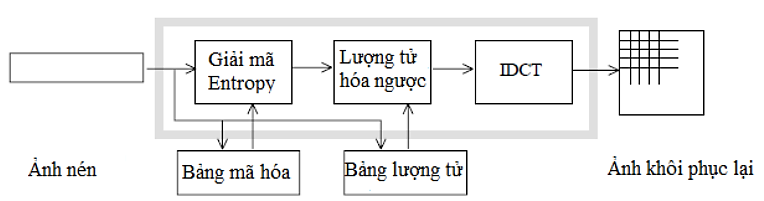 Giải mã
Entropy
Lượng tử
hóa ngược
IDCT
Bảng mã hóa
Bảng lượng tử
Ảnh nén
Ảnh khôi phục lại